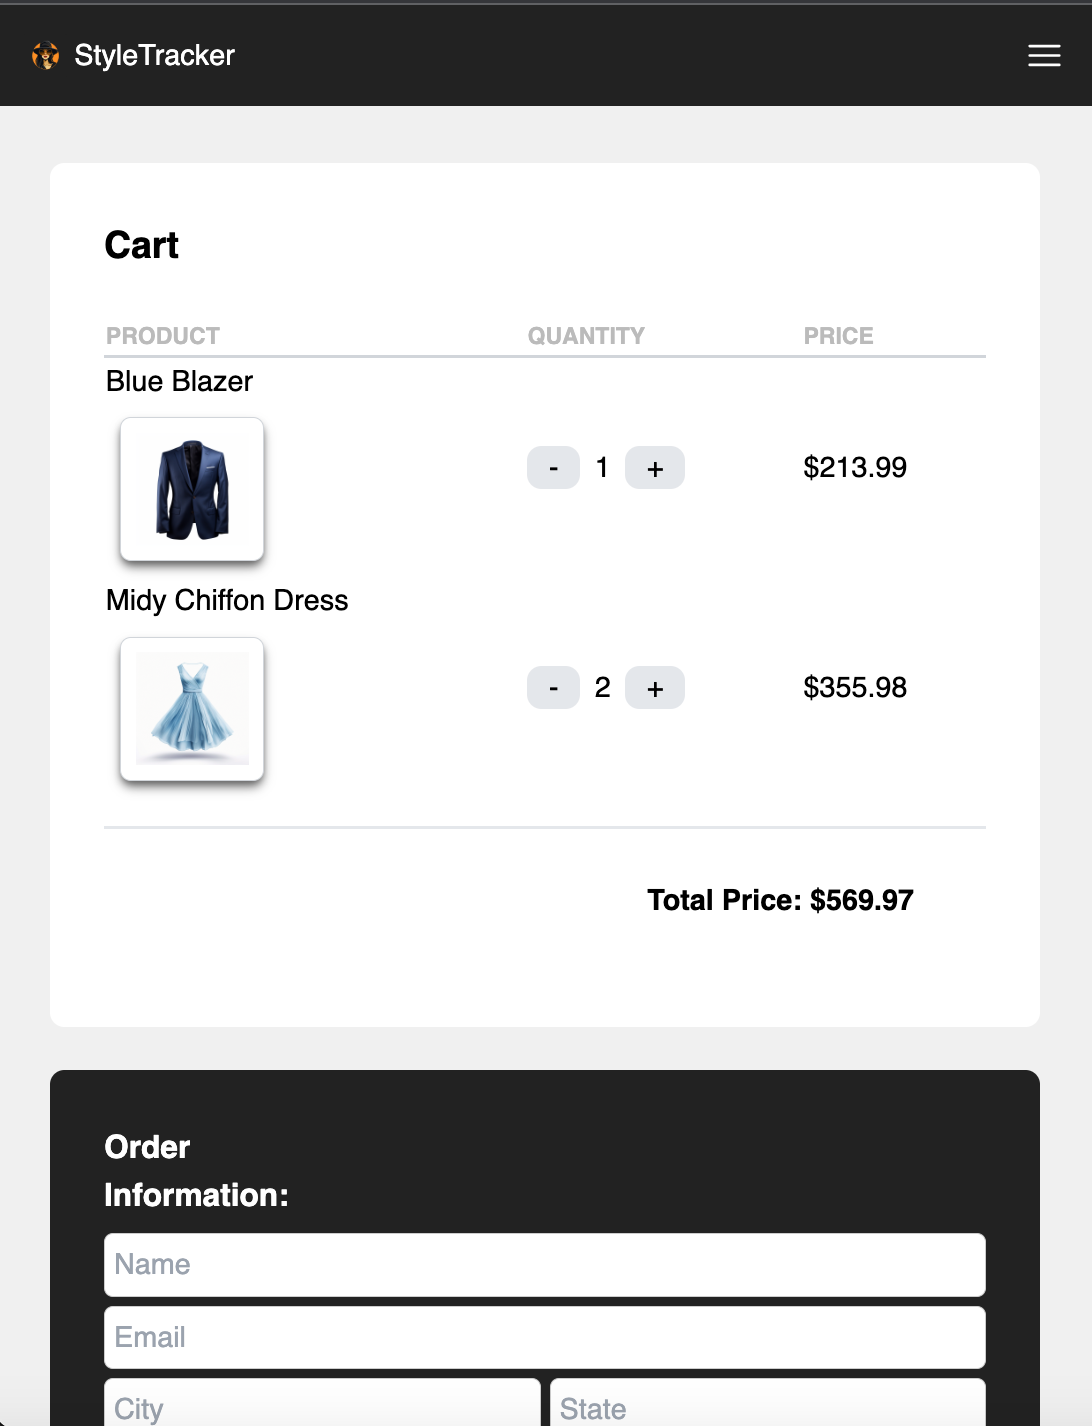 StyleTracker
Cart
PRODUCT QUANTITY PRICE
Blue Blazer
- 1 + $213.99
Midy Chiffon Dress
- 2 + $355.98
Total Price: $569.97
Order
Information:
Name
Email
City State